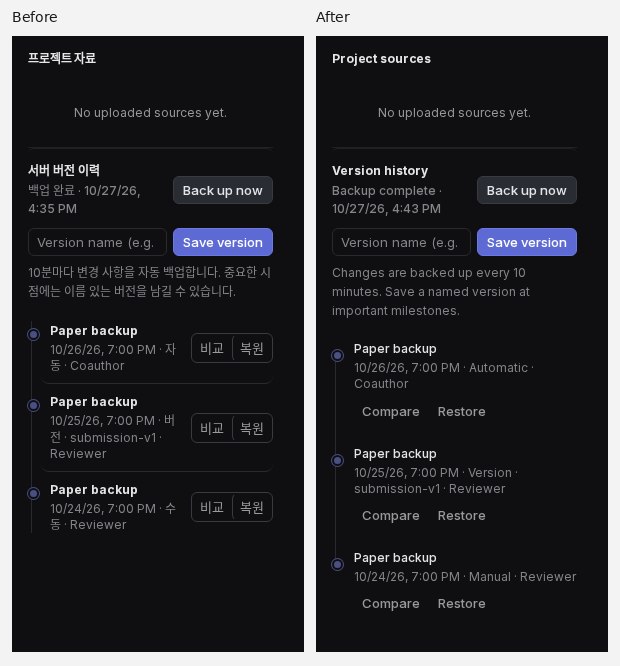 Before
프로젝트 자료
No uploaded sources yet.
서버 버전 이력
백업 완료 · 10/27/26,
4:35 PM
Back up now
Version name (e.g.
Save version
10분마다 변경 사항을 자동 백업합니다. 중요한 시
점에는 이름 있는 버전을 남길 수 있습니다.
Paper backup
10/26/26, 7:00 PM · 자
동 · Coauthor
비교
복원
Paper backup
10/25/26, 7:00 PM · 버
전 · submission-v1 ·
Reviewer
비교
복원
Paper backup
10/24/26, 7:00 PM · 수
동 · Reviewer
비교
복원
After
Project sources
No uploaded sources yet.
Version history
Backup complete ·
10/27/26, 4:43 PM
Back up now
Version name (e.g.
Save version
Changes are backed up every 10
minutes. Save a named version at
important milestones.
Paper backup
10/26/26, 7:00 PM · Automatic ·
Coauthor
Compare
Restore
Paper backup
10/25/26, 7:00 PM · Version ·
submission-v1 · Reviewer
Compare
Restore
Paper backup
10/24/26, 7:00 PM · Manual · Reviewer
Compare
Restore